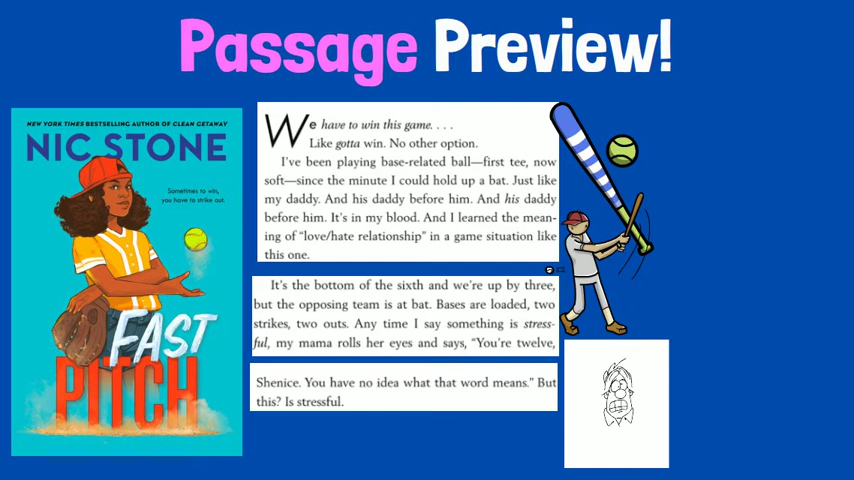 Passage Preview!
NEW YORK TIMES BESTSELLING AUTHOR OF CLEAN GETAWAY
NIC STONE
Sometimes to win,
you have to strike out.
FAST
PITCH
We have to win this game. . . .
Like gotta win. No other option.
I've been playing base-related ball—first tee, now
soft—since the minute I could hold up a bat. Just like
my daddy. And his daddy before him. And his daddy
before him. It's in my blood. And I learned the mean-
ing of "love/hate relationship" in a game situation like
this one.
It's the bottom of the sixth and we're up by three,
but the opposing team is at bat. Bases are loaded, two
strikes, two outs. Any time I say something is stress-
ful, my mama rolls her eyes and says, "You're twelve,
Shenice. You have no idea what that word means." But
this? Is stressful.